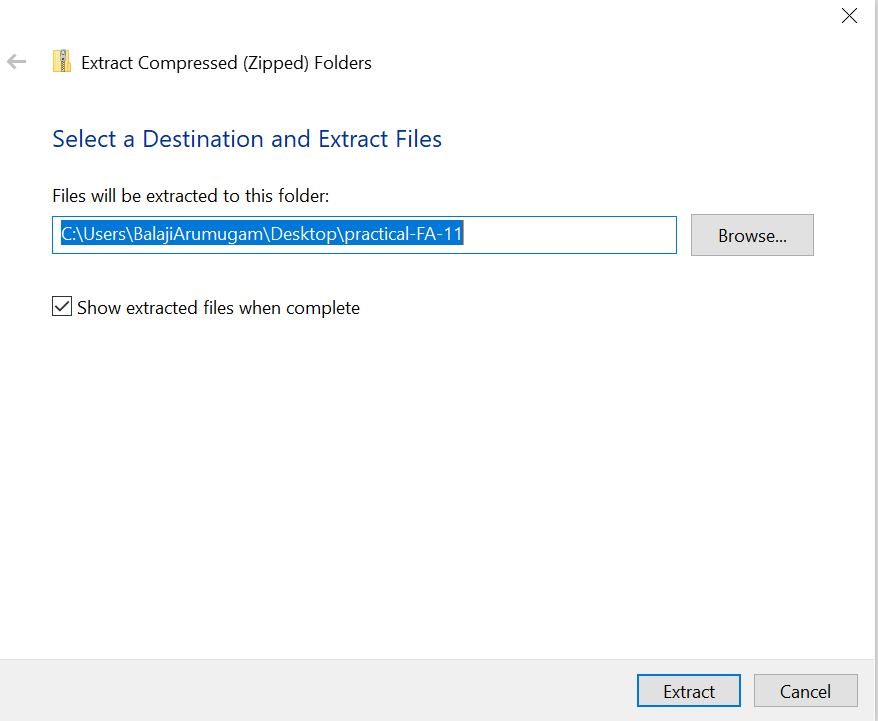 Extract Compressed (Zipped) Folders
Select a Destination and Extract Files
Files will be extracted to this folder:
C:\Users\BalajiArumugam\Desktop\practical-FA-11
Browse...
Show extracted files when complete
Extract
Cancel